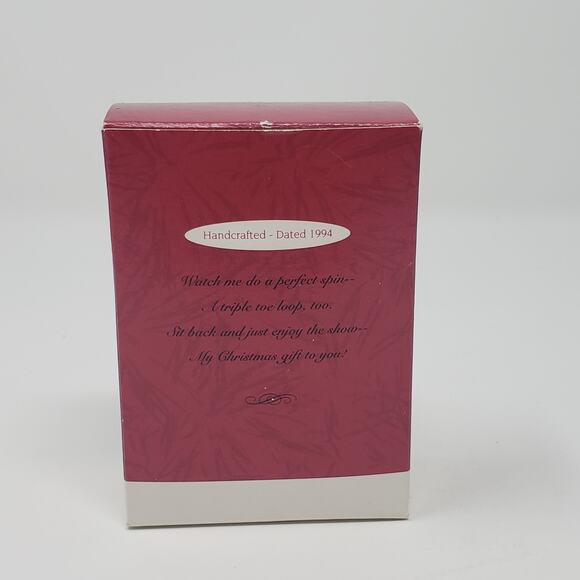 Handcrafted - Dated 1994
Watch me do a perfect spin--
A triple toe loop, too.
Sit back and just enjoy the show--
My Christmas gift to you!